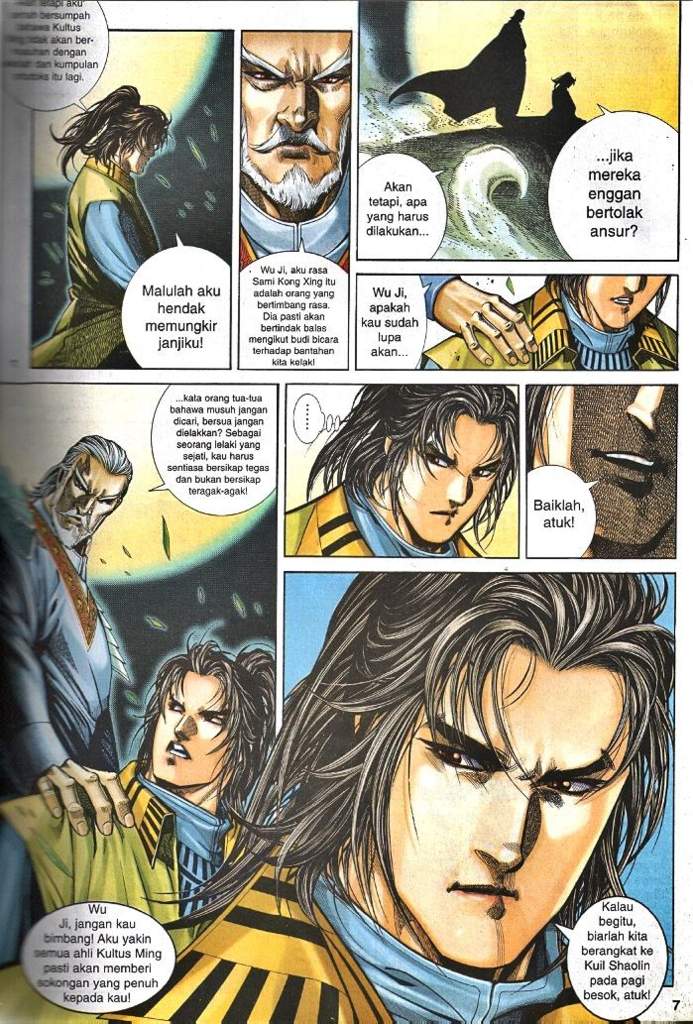 tetapi aku
bersumpah
Kultus
akan ber-
dengan
dan kumpulan
itu lagi.
Malulah aku
hendak
memungkir
janjiku!
Wu Ji, aku rasa
Sami Kong Xing itu
adalah orang yang
bertimbang rasa.
Dia pasti akan
bertindak balas
mengikut budi bicara
terhadap bantahan
kita kelak!
Akan
tetapi, apa
yang harus
dilakukan...
...jika
mereka
enggan
bertolak
ansur?
Wu Ji,
apakah
kau sudah
lupa
akan...
...kata orang tua-tua
bahawa musuh jangan
dicari, bersua jangan
dielakkan? Sebagai
seorang lelaki yang
sejati, kau harus
sentiasa bersikap tegas
dan bukan bersikap
teragak-agak!
Wu
Ji, jangan kau
bimbang! Aku yakin
semua ahli Kultus Ming
pasti akan memberi
sokongan yang penuh
kepada kau!
......
Baiklah,
atuk!
Kalau
begitu,
biarlah kita
berangkat ke
Kuil Shaolin
pada pagi
besok, atuk!
7